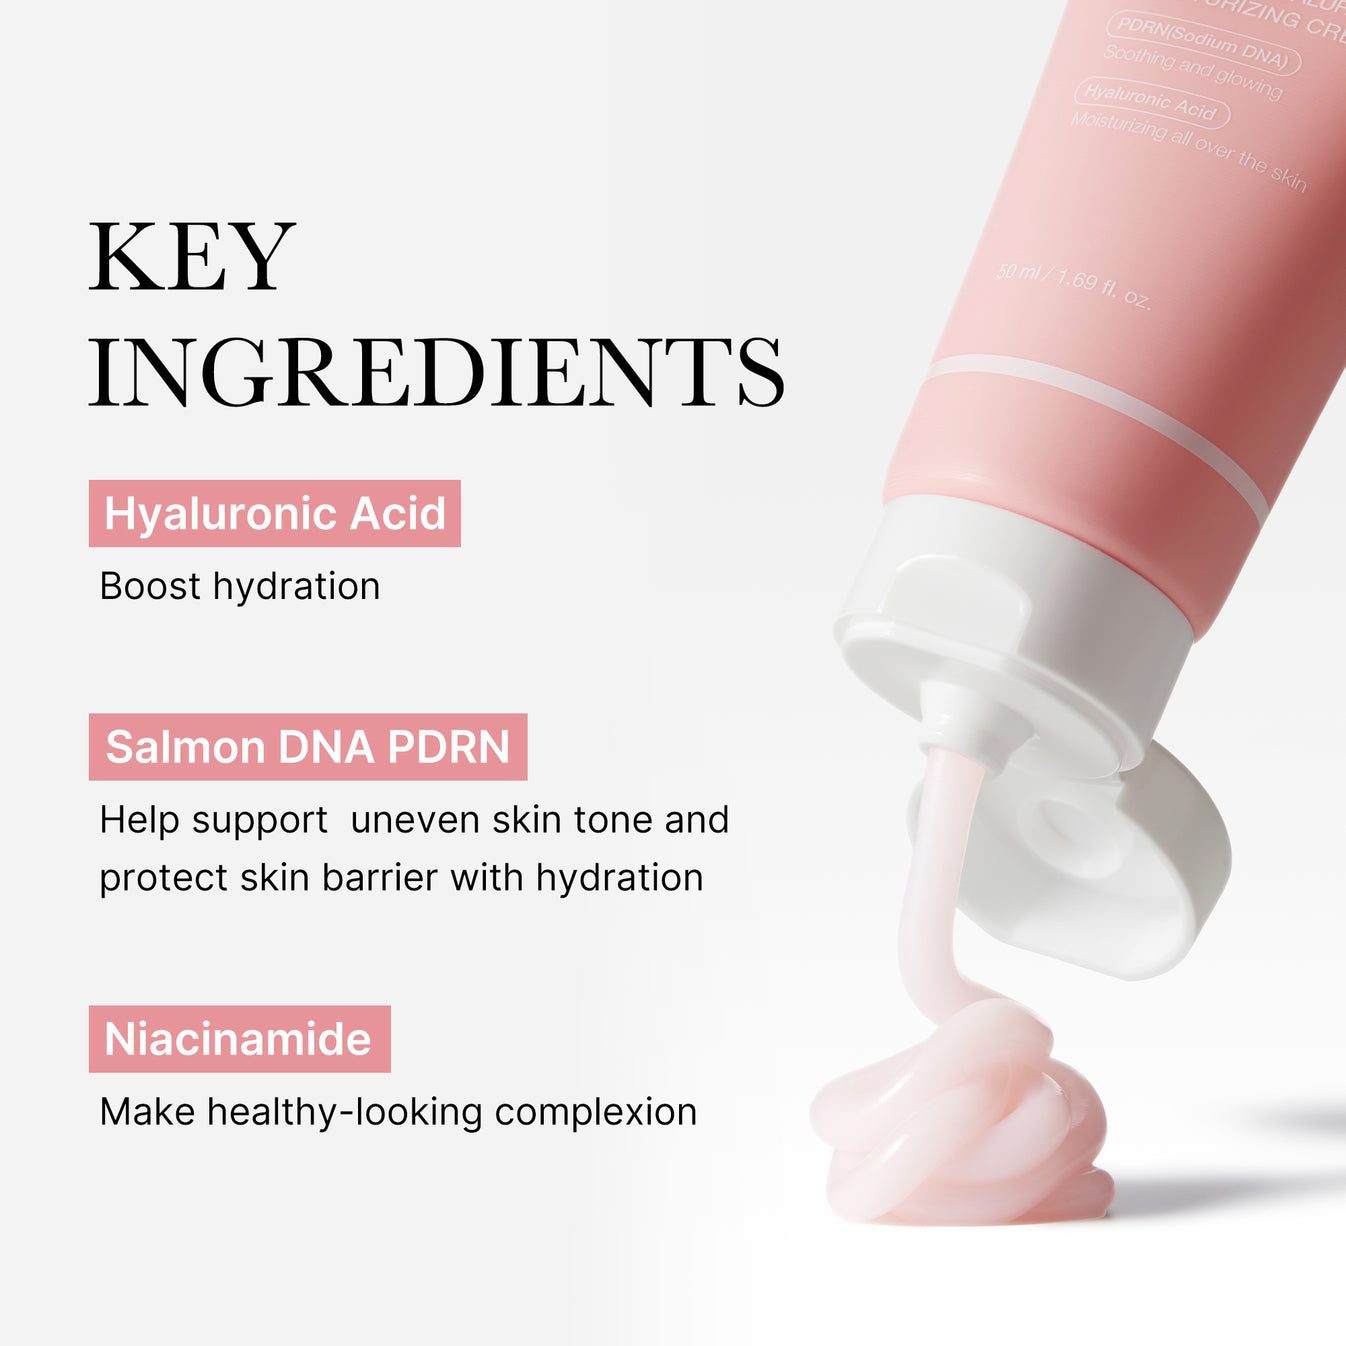 KEY
INGREDIENTS
Hyaluronic Acid
Boost hydration
Salmon DNA PDRN
Help support  uneven skin tone and
protect skin barrier with hydration
Niacinamide
Make healthy-looking complexion
PDRN(Sodium DNA)
Soothing and glowing
Hyaluronic Acid
Moisturizing all over the skin
50 ml / 1.69 fl. oz.